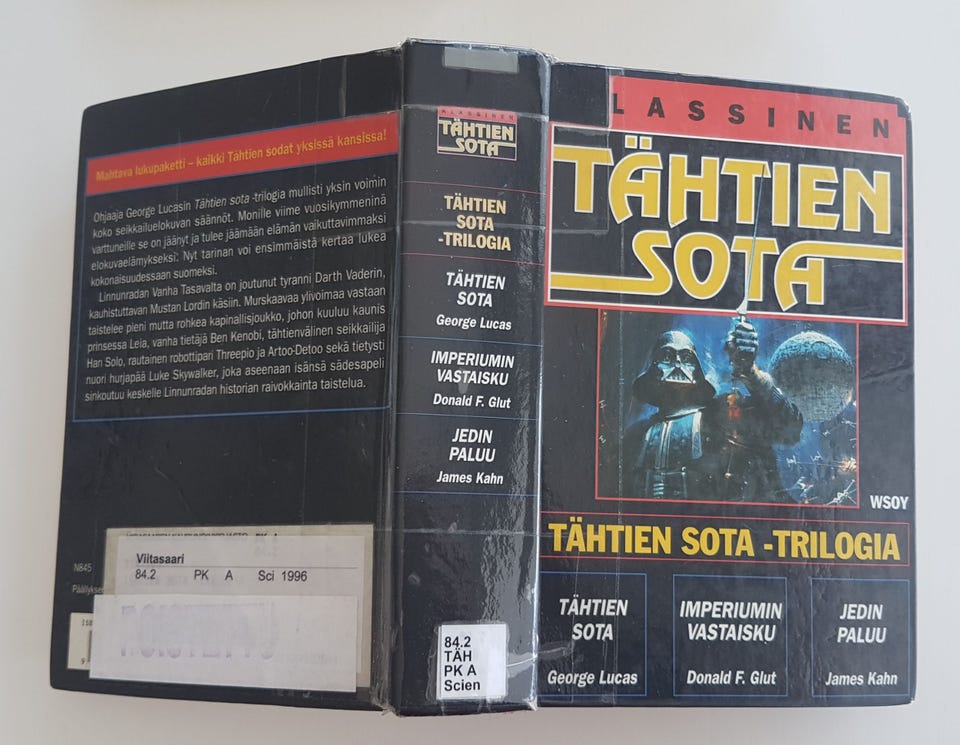 Mahtava lukupaketti – kaikki Tähtien sodat yksissä kansissa!
Ohjaaja George Lucasin Tähtien sota -trilogia mullisti yksin voimin
koko seikkailuelokuvan säännöt. Monille viime vuosikymmeninä
varttuneille se on jäänyt ja tulee jäämään elämän vaikuttavimmaksi
elokuvaelämykseksi. Nyt tarinan voi ensimmäistä kertaa lukea
kokonaisuudessaan suomeksi.
Linnunradan Vanha Tasavalta on joutunut tyranni Darth Vaderin,
kauhistuttavan Mustan Lordin käsiin. Murskaavaa ylivoimaa vastaan
taistelee pieni mutta rohkea kapinallisjoukko, johon kuuluu kaunis
prinsessa Leia, vanha tietäjä Ben Kenobi, tähtienvälinen seikkailija
Han Solo, rautainen robottipari Threepio ja Artoo-Detoo sekä tietysti
nuori hurjapää Luke Skywalker, joka aseenaan isänsä sädesapeli
sinkoutuu keskelle Linnunradan historian raivokkainta taistelua.
N845
Viitasaari
84.2 PK A Sci 1996
POISTETTU
KLASSINEN
TÄHTIEN
SOTA
TÄHTIEN
SOTA
-TRILOGIA
TÄHTIEN
SOTA
George Lucas
IMPERIUMIN
VASTAISKU
Donald F. Glut
JEDIN
PALUU
James Kahn
84.2
TÄH
PK A
Scien
LASSINEN
TÄHTIEN
SOTA
WSOY
TÄHTIEN SOTA -TRILOGIA
TÄHTIEN
SOTA
George Lucas
IMPERIUMIN
VASTAISKU
Donald F. Glut
JEDIN
PALUU
James Kahn